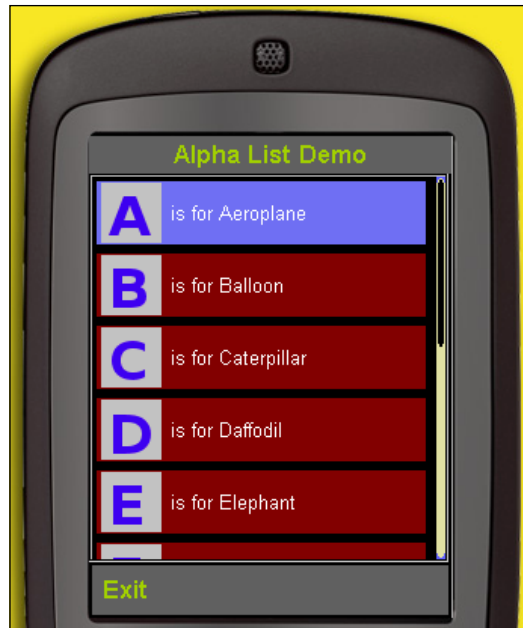 Alpha List Demo
A is for Aeroplane
B is for Balloon
C is for Caterpillar
D is for Daffodil
E is for Elephant
Exit